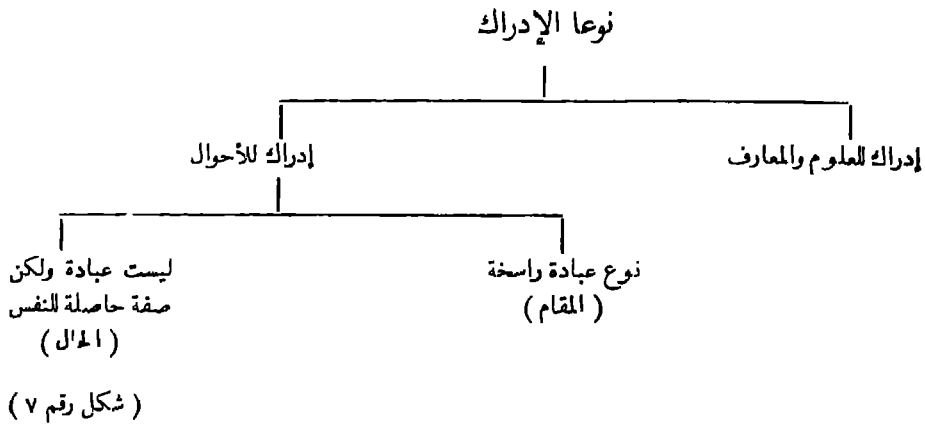 نوعا الإدراك
إدراك للعلوم والمعارف
إدراك للأحوال
نوع عبادة راسخة
( المقام )
ليست عبادة ولكن
صفة حاصلة للنفس
( الحال )
( شكل رقم ٧ )